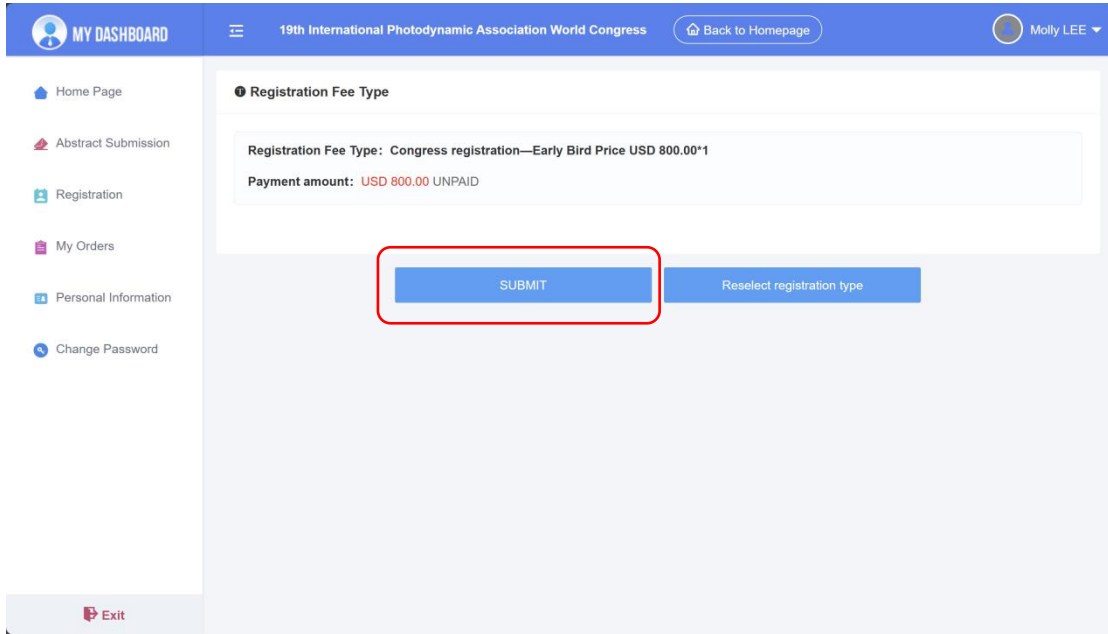 MY DASHBOARD
19th International Photodynamic Association World Congress
Back to Homepage
Molly LEE
Home Page
Abstract Submission
Registration
My Orders
Personal Information
Change Password
Exit
Registration Fee Type
Registration Fee Type：Congress registration—Early Bird Price USD 800.00*1
Payment amount：USD 800.00 UNPAID
SUBMIT
Reselect registration type